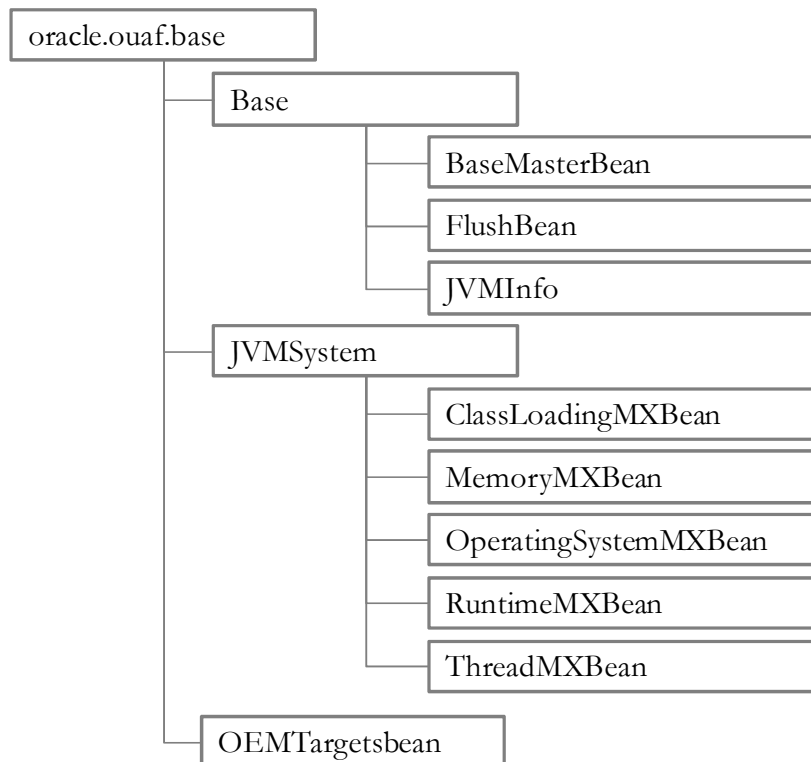 oracle.ouaf.base
Base
BaseMasterBean
FlushBean
JVMInfo
JVMSystem
ClassLoadingMXBean
MemoryMXBean
OperatingSystemMXBean
RuntimeMXBean
ThreadMXBean
OEMTargetsbean